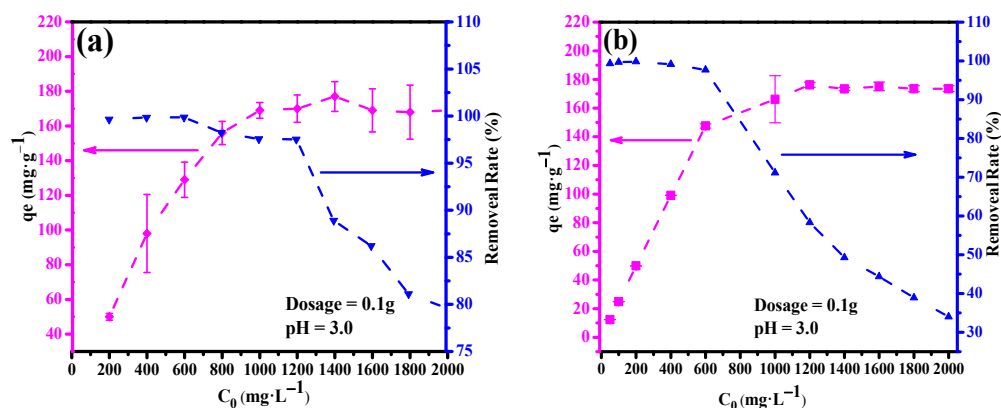 (a)
220
200
180
160
140
120
100
80
60
40
qe (mg·g⁻¹)
110
105
100
95
90
85
80
75
Removeal Rate (%)
Dosage = 0.1g
pH = 3.0
0 200 400 600 800 1000 1200 1400 1600 1800 2000
C₀ (mg·L⁻¹)
(b)
220
200
180
160
140
120
100
80
60
40
20
0
qe (mg·g⁻¹)
110
100
90
80
70
60
50
40
30
Removeal Rate (%)
Dosage = 0.1g
pH = 3.0
200 400 600 800 1000 1200 1400 1600 1800 2000
C₀ (mg·L⁻¹)